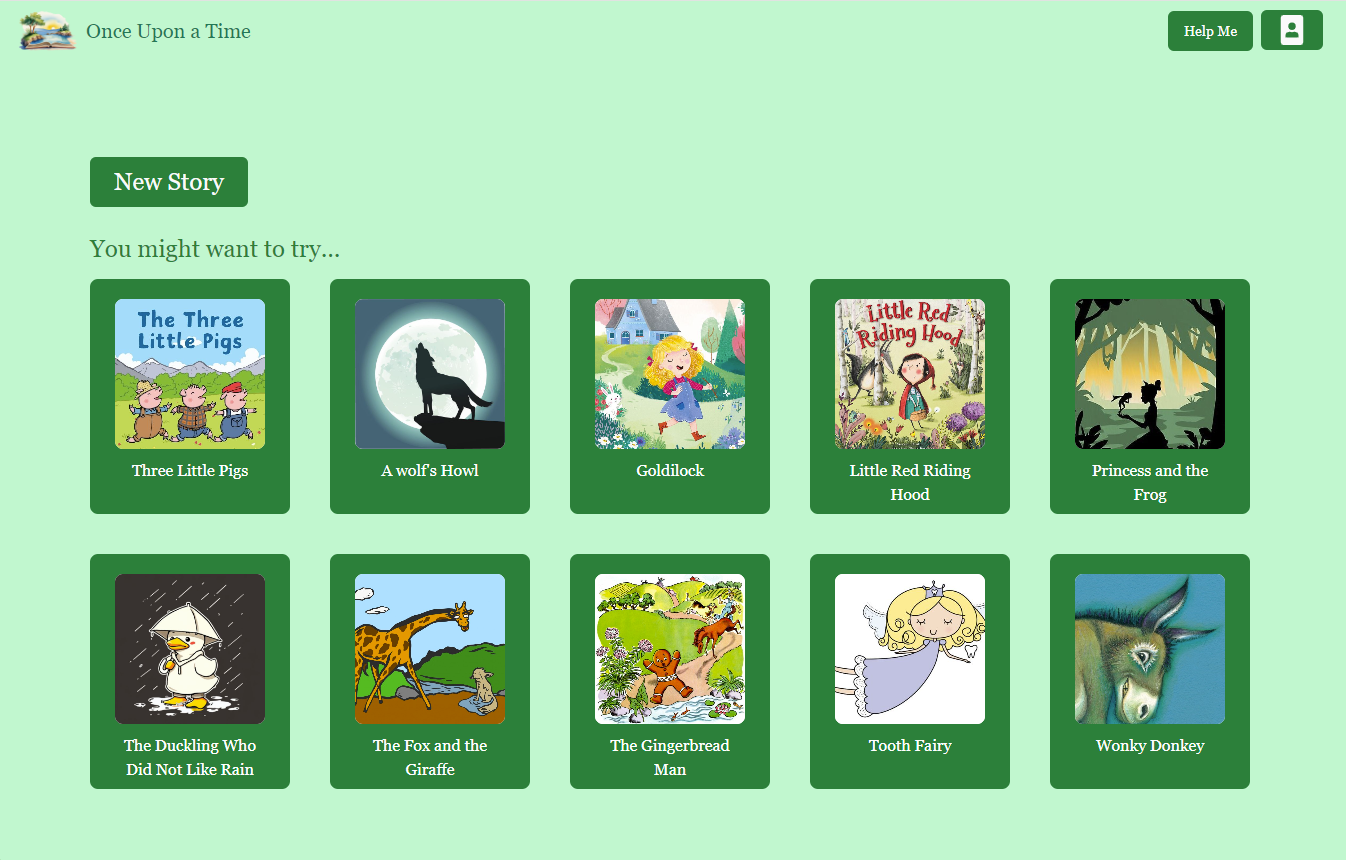 Once Upon a Time
Help Me
New Story
You might want to try...
The Three
Little Pigs
Three Little Pigs
A wolf's Howl
Goldilock
Little Red
Riding Hood
Little Red Riding
Hood
Princess and the
Frog
The Duckling Who
Did Not Like Rain
The Fox and the
Giraffe
The Gingerbread
Man
Tooth Fairy
Wonky Donkey